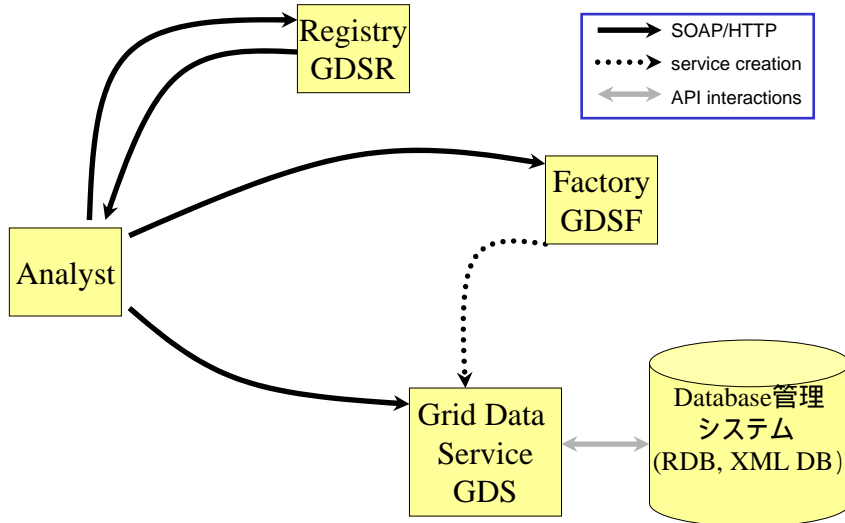 Registry
GDSR
SOAP/HTTP
service creation
API interactions
Factory
GDSF
Analyst
Grid Data
Service
GDS
Database管理
システム
(RDB, XML DB)